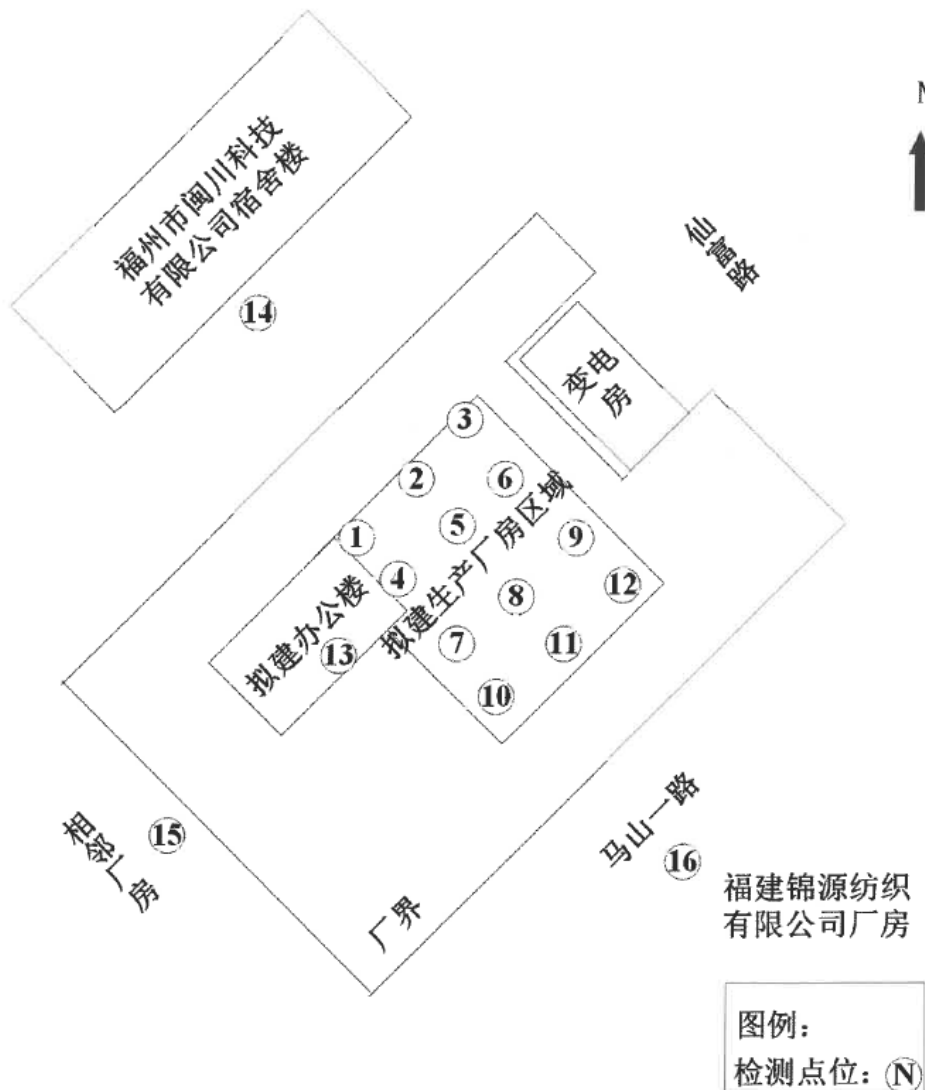 福州市闽川科技
有限公司宿舍楼
N
仙富路
14
变电
房
3
2
6
1
5
9
4
拟建生产厂房区域
8
12
拟建办公楼
13
7
11
10
相邻厂房
15
马山一路
16
厂界
福建锦源纺织
有限公司厂房
图例：
检测点位：N